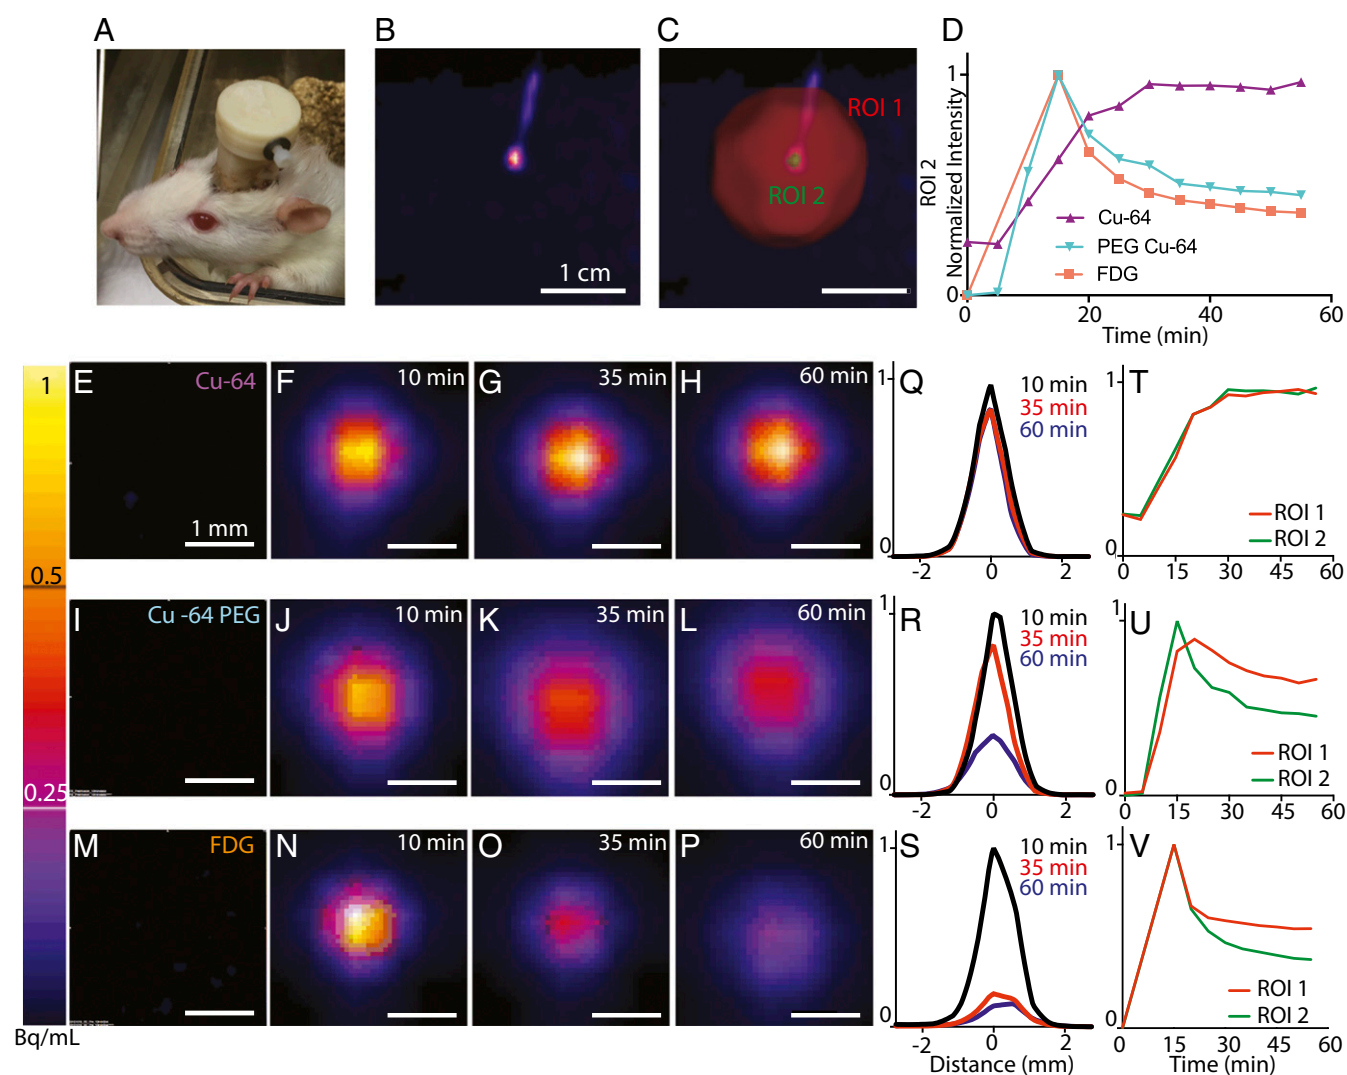 A
B
C
D
1 cm
ROI 1
ROI 2
ROI 2
Normalized Intensity
1
0
0
20
40
60
Time (min)
Cu-64
PEG Cu-64
FDG
1
0.5
0.25
Bq/mL
E
Cu-64
1 mm
F
10 min
G
35 min
H
60 min
Q
1
0
-2
0
2
10 min
35 min
60 min
T
1
0
0
15
30
45
60
ROI 1
ROI 2
I
Cu -64 PEG
J
10 min
K
35 min
L
60 min
R
1
0
-2
0
2
10 min
35 min
60 min
U
1
0
0
15
30
45
60
ROI 1
ROI 2
M
FDG
N
10 min
O
35 min
P
60 min
S
1
0
-2
0
2
Distance (mm)
10 min
35 min
60 min
V
1
0
0
15
30
45
60
Time (min)
ROI 1
ROI 2